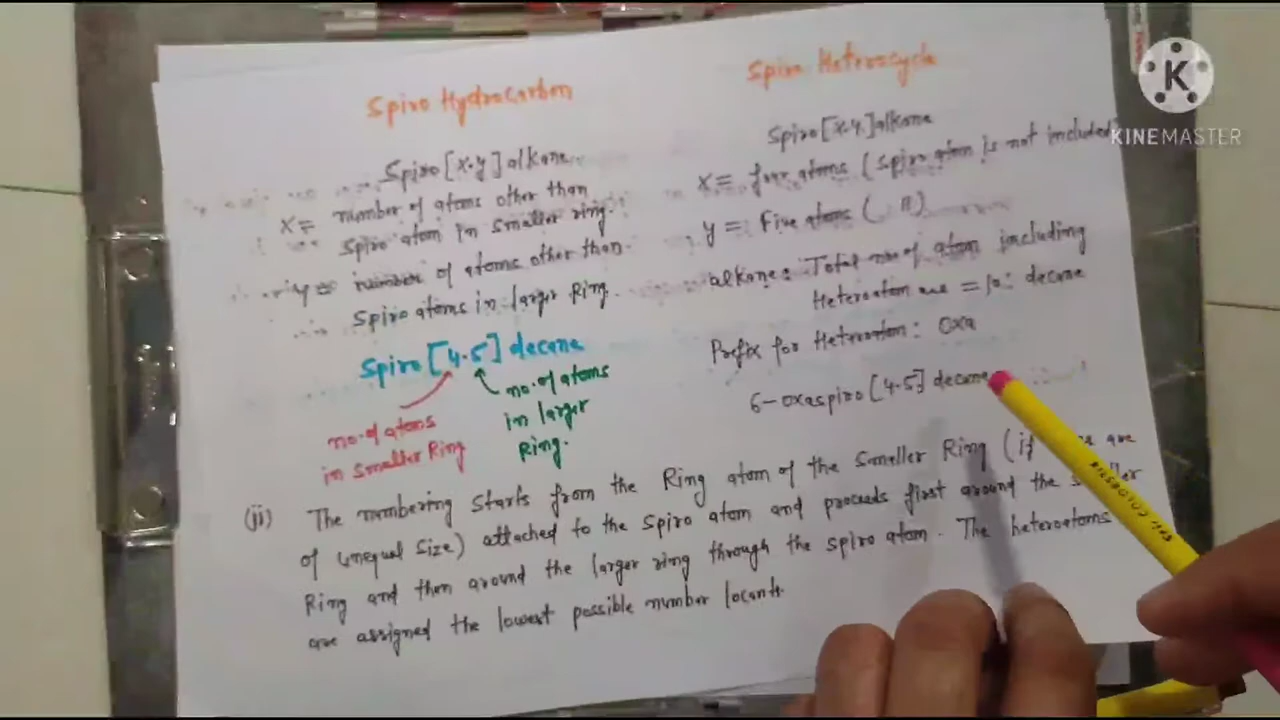 Spiro Hydrocarbon
Spiro[x.y]alkane
x= number of atoms other than
spiro atom in smaller ring.
y= number of atoms other than
spiro atoms in larger Ring.
Spiro[4.5]decane
no.of atoms
in smaller Ring
no.of atoms
in larger
Ring.
Spiro Heterocycle
Spiro[x.y.]alkane
x= four atoms (spiro atom is not included
y= Five atoms ( 11 )
alkane: Total no of atom including
Heteroatom are =10: decane
Prefix for Heteroatom: oxa
6-oxaspiro[4.5]decane
(ii) The numbering starts from the Ring atom of the smaller Ring (if are
of unequal size) attached to the spiro atom and proceeds first around the smaller
Ring and then around the larger ring through the spiro atom. The heteroatoms
are assigned the lowest possible number locants.
K
KINEMASTER